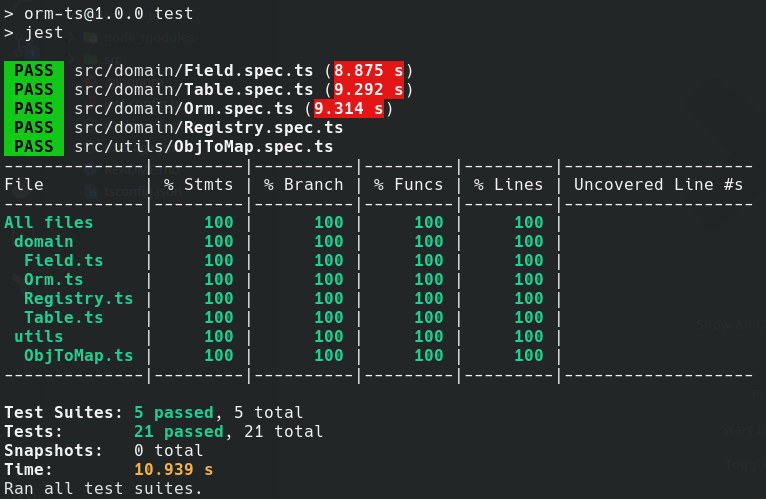 > orm-ts@1.0.0 test
> jest
PASS src/domain/Field.spec.ts (8.875 s)
PASS src/domain/Table.spec.ts (9.292 s)
PASS src/domain/Orm.spec.ts (9.314 s)
PASS src/domain/Registry.spec.ts
PASS src/utils/ObjToMap.spec.ts
--------------|---------|----------|---------|---------|-------------------
File          | % Stmts | % Branch | % Funcs | % Lines | Uncovered Line #s
--------------|---------|----------|---------|---------|-------------------
All files     |     100 |      100 |     100 |     100 |
 domain       |     100 |      100 |     100 |     100 |
  Field.ts    |     100 |      100 |     100 |     100 |
  Orm.ts      |     100 |      100 |     100 |     100 |
  Registry.ts |     100 |      100 |     100 |     100 |
  Table.ts    |     100 |      100 |     100 |     100 |
 utils        |     100 |      100 |     100 |     100 |
  ObjToMap.ts |     100 |      100 |     100 |     100 |
--------------|---------|----------|---------|---------|-------------------
Test Suites: 5 passed, 5 total
Tests:       21 passed, 21 total
Snapshots:   0 total
Time:        10.939 s
Ran all test suites.